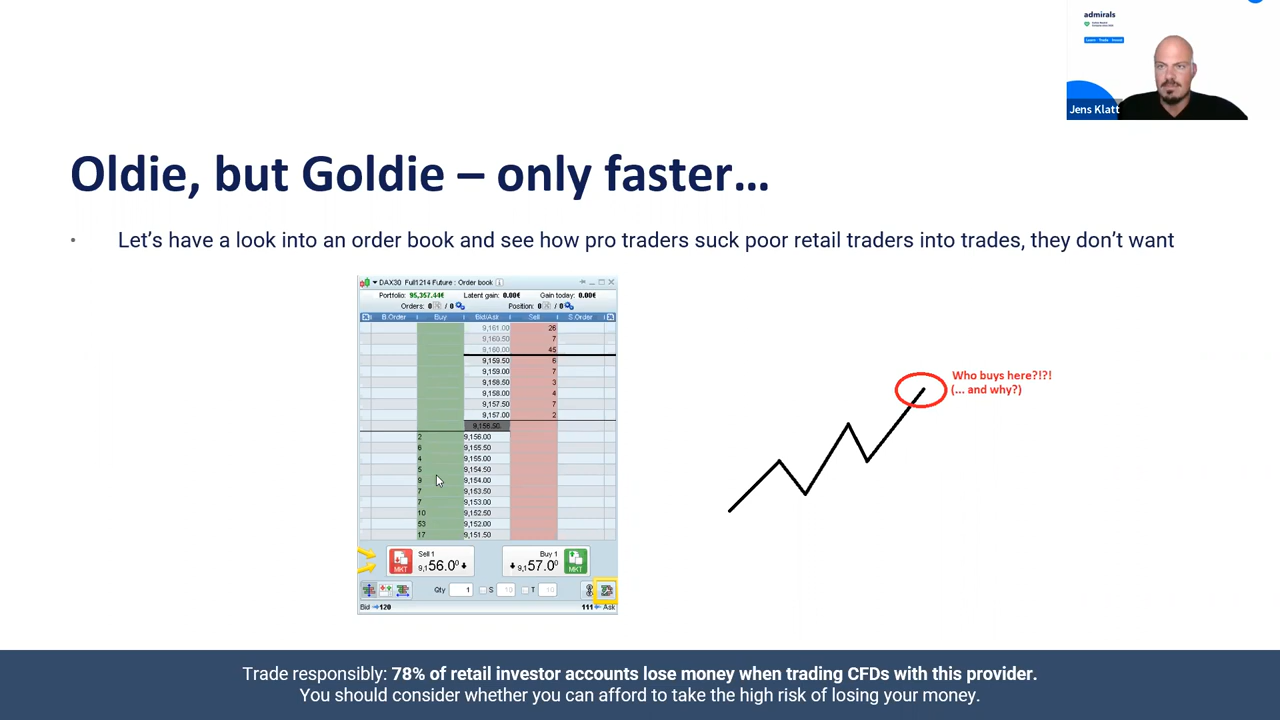 admirals
Jens Klatt
Oldie, but Goldie – only faster...
• Let's have a look into an order book and see how pro traders suck poor retail traders into trades, they don't want
DAX30 Full1214 Future : Order book
Portfolio: 95,357.44€ Latent gain: 0.00€ Gain today: 0.00€
Orders: 0 / 0 Position: 0 / 0
B.Order Buy Bid/Ask Sell S.Order
9,161.00 26
9,160.50 7
9,160.00 45
9,159.50 6
9,159.00 7
9,158.50 3
9,158.00 4
9,157.50 7
9,157.00 2
9,156.50
2 9,156.00
6 9,155.50
4 9,155.00
5 9,154.50
9 9,154.00
7 9,153.50
7 9,153.00
10 9,152.50
53 9,152.00
17 9,151.50
Sell 1 Buy 1
MKT 9,156.0⁰ 9,157.0⁰ MKT
Qty 1 S 10 T 10
Bid 120 111 Ask
Who buys here?!?!
(... and why?)
Trade responsibly: 78% of retail investor accounts lose money when trading CFDs with this provider.
You should consider whether you can afford to take the high risk of losing your money.